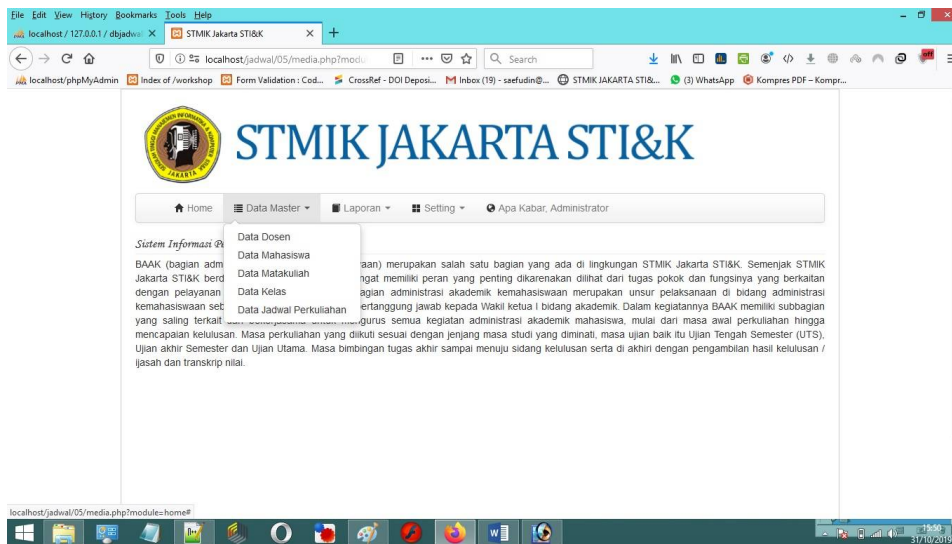 File Edit View History Bookmarks Tools Help
localhost / 127.0.0.1 / dbjadwa
STMIK Jakarta STI&K
localhost/jadwal/05/media.php?modu
Search
localhost/phpMyAdmin Index of /workshop Form Validation : Cod... CrossRef - DOI Deposi... Inbox (19) - saefudin@... STMIK JAKARTA STI&... (3) WhatsApp Kompres PDF – Kompr...
off
STMIK JAKARTA STI&K
JAKARTA
Home Data Master Laporan Setting Apa Kabar, Administrator
Data Dosen
Data Mahasiswa
Data Matakuliah
Data Kelas
Data Jadwal Perkuliahan
Sistem Informasi
BAAK (bagian adm raan) merupakan salah satu bagian yang ada di lingkungan STMIK Jakarta STI&K. Semenjak STMIK
Jakarta STI&K berd ngat memiliki peran yang penting dikarenakan dilihat dari tugas pokok dan fungsinya yang berkaitan
dengan pelayanan agian administrasi akademik kemahasiswaan merupakan unsur pelaksanaan di bidang administrasi
kemahasiswaan seb pertanggung jawab kepada Wakil ketua I bidang akademik. Dalam kegiatannya BAAK memiliki subbagian
yang saling terkait mengurus semua kegiatan administrasi akademik mahasiswa, mulai dari masa awal perkuliahan hingga
mencapaian kelulusan. Masa perkuliahan yang diikuti sesuai dengan jenjang masa studi yang diminati, masa ujian baik itu Ujian Tengah Semester (UTS),
Ujian akhir Semester dan Ujian Utama. Masa bimbingan tugas akhir sampai menuju sidang kelulusan serta di akhiri dengan pengambilan hasil kelulusan /
ijasah dan transkrip nilai.
localhost/jadwal/05/media.php?module=home#
15:50
31/10/2019